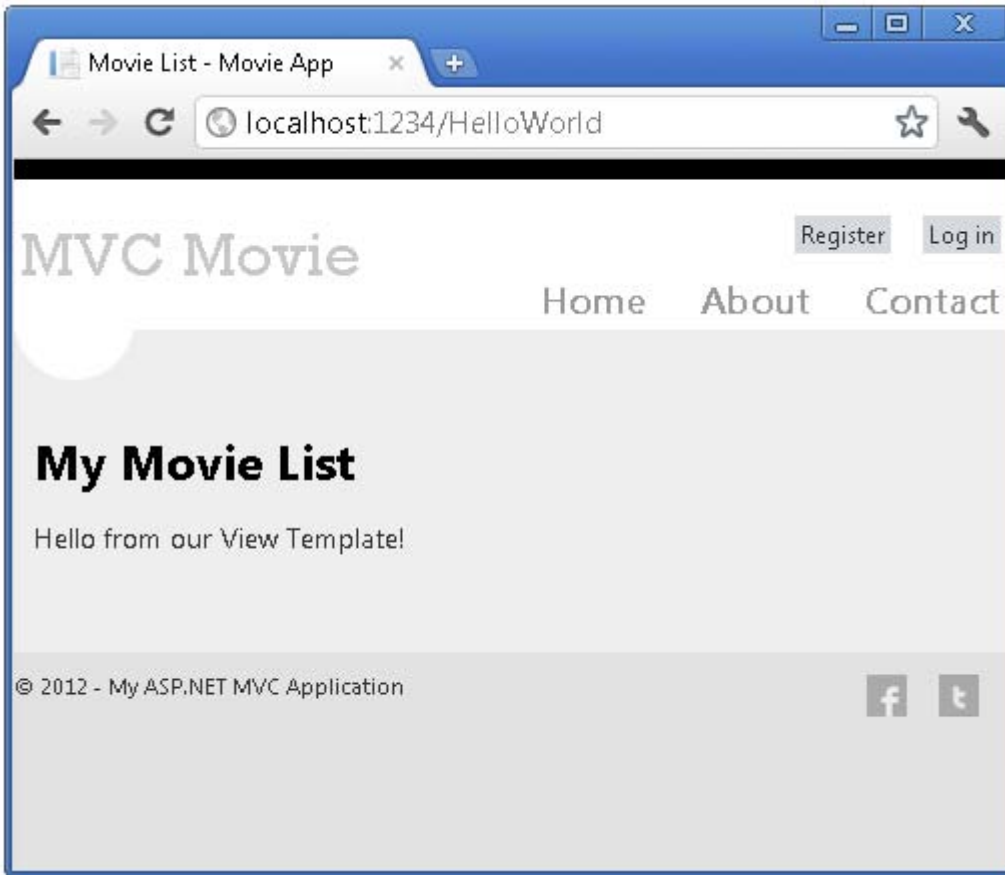 Movie List - Movie App
localhost:1234/HelloWorld
MVC Movie
Register Log in
Home About Contact
My Movie List
Hello from our View Template!
© 2012 - My ASP.NET MVC Application